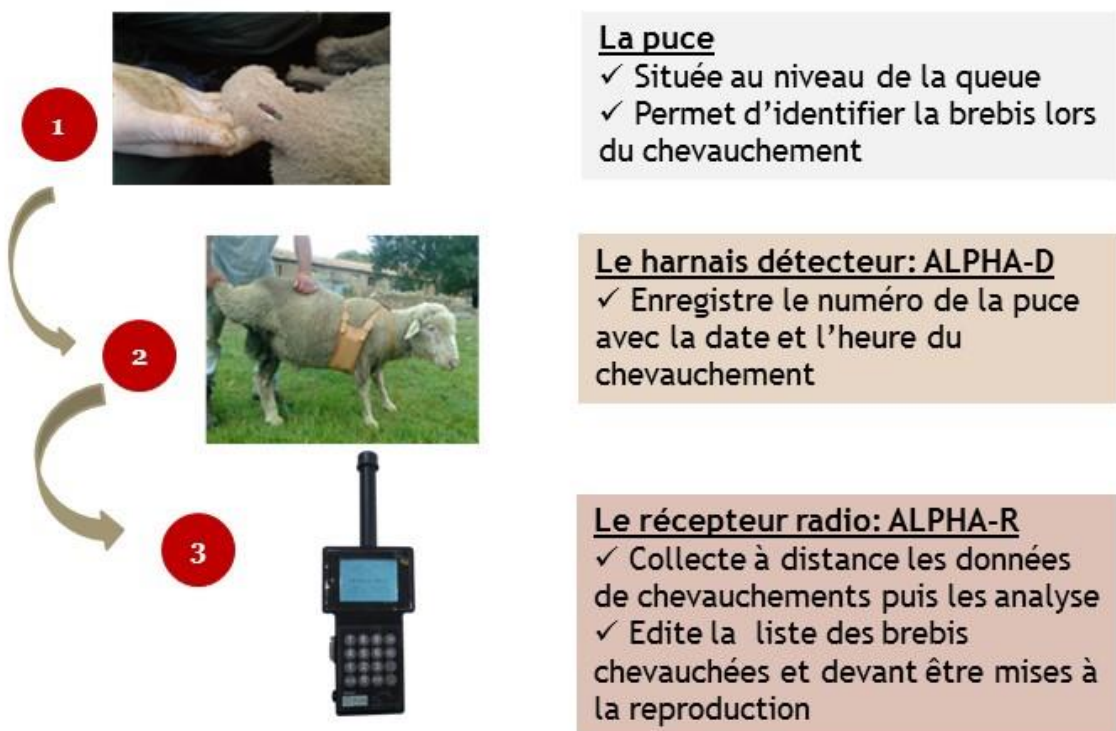 1
La puce
✓ Située au niveau de la queue
✓ Permet d’identifier la brebis lors
du chevauchement
2
Le harnais détecteur: ALPHA-D
✓ Enregistre le numéro de la puce
avec la date et l’heure du
chevauchement
3
Le récepteur radio: ALPHA-R
✓ Collecte à distance les données
de chevauchements puis les analyse
✓ Edite la liste des brebis
chevauchées et devant être mises à
la reproduction